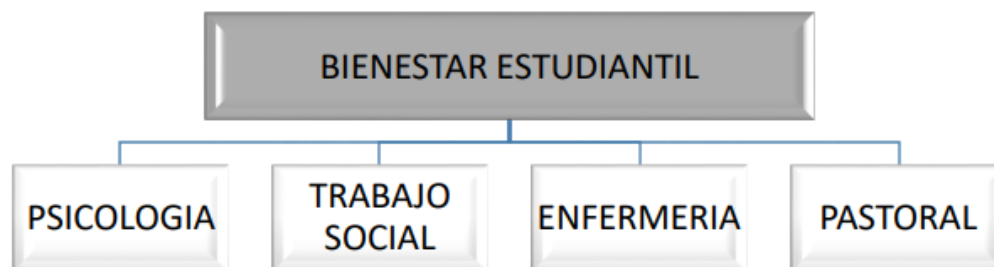 BIENESTAR ESTUDIANTIL
PSICOLOGIA
TRABAJO
SOCIAL
ENFERMERIA
PASTORAL